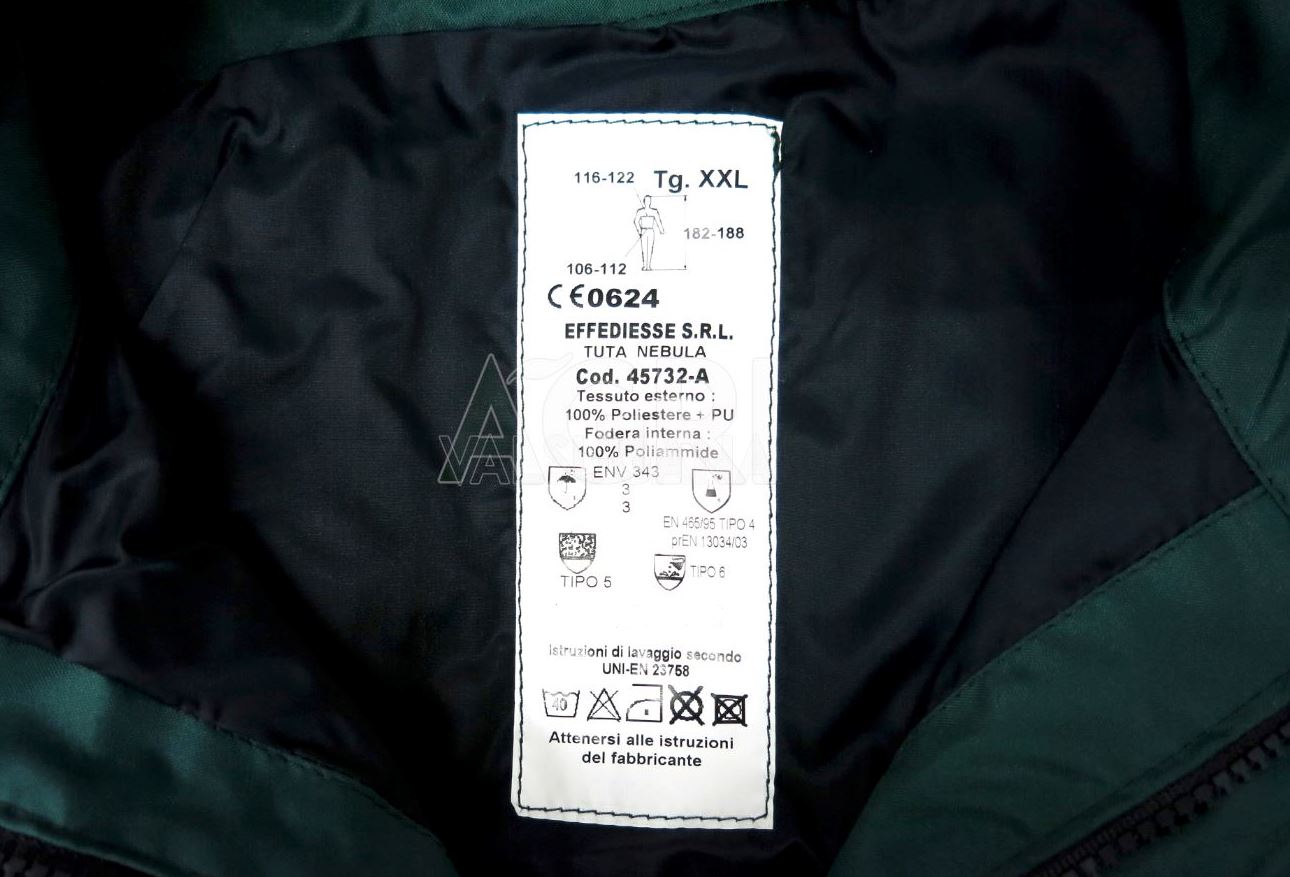 116-122 Tg. XXL
182-188
106-112
CE0624
EFFEDIESSE S.R.L.
TUTA NEBULA
Cod. 45732-A
Tessuto esterno :
100% Poliestere + PU
Fodera interna :
100% Poliammide
ENV 343
3
3
EN 465/95 TIPO 4
prEN 13034/03
TIPO 5
TIPO 6
Istruzioni di lavaggio secondo
UNI-EN 23758
40
Attenersi alle istruzioni
del fabbricante
AGRI